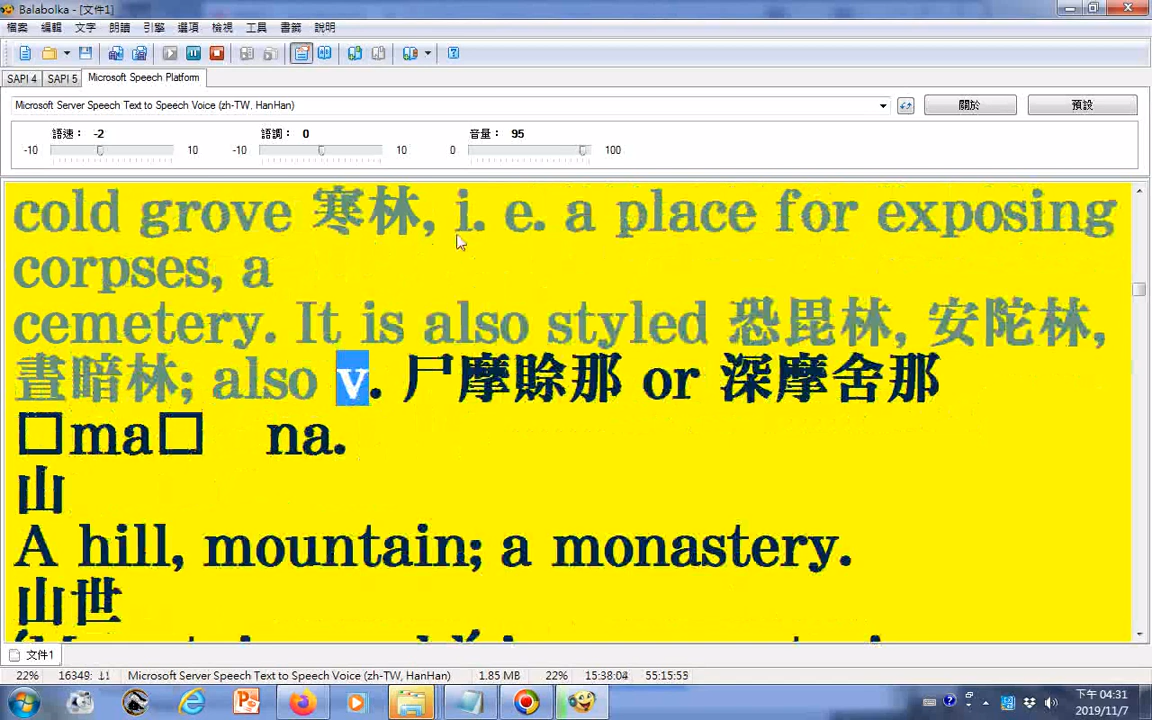 Balabolka - [文件1]
檔案 編輯 文字 朗讀 引擎 選項 檢視 工具 書籤 說明
SAPI 4 SAPI 5 Microsoft Speech Platform
Microsoft Server Speech Text to Speech Voice (zh-TW, HanHan) 關於 預設
語速： -2 語調： 0 音量： 95
-10 10 -10 10 0 100
cold grove 寒林, i. e. a place for exposing
corpses, a
cemetery. It is also styled 恐毘林, 安陀林,
晝暗林; also v. 尸摩賒那 or 深摩舍那
□ma□ na.
山
A hill, mountain; a monastery.
山世
文件1
22% 16349: Microsoft Server Speech Text to Speech Voice (zh-TW, HanHan) 1.85 MB 22% 15:38:04 55:15:53
下午 04:31
2019/11/7